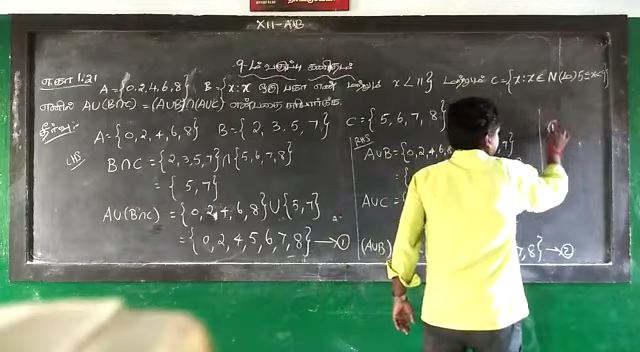 XII-A1B
9-ம் வகுப்பு கணிதம்
எ.கா 1.21
A={0,2,4,6,8} B={x:x ஒரு பகா எண் மற்றும் x<11} மற்றும் C={x:x∈N
எனில் A∪(B∩C)=(A∪B)∩(A∪C) என்பதை சரிபார்க்க.
தீர்வு
A={0,2,4,6,8} B={2,3,5,7} C={5,6,7,8}
LHS
B∩C={2,3,5,7}∩{5,6,7,8}
={5,7}
A∪(B∩C)={0,2,4,6,8}∪{5,7}
={0,2,4,5,6,7,8}→①
RHS
A∪B={0,2,4,6,8
={
A∪C=
(A∪B)
7,8}→②